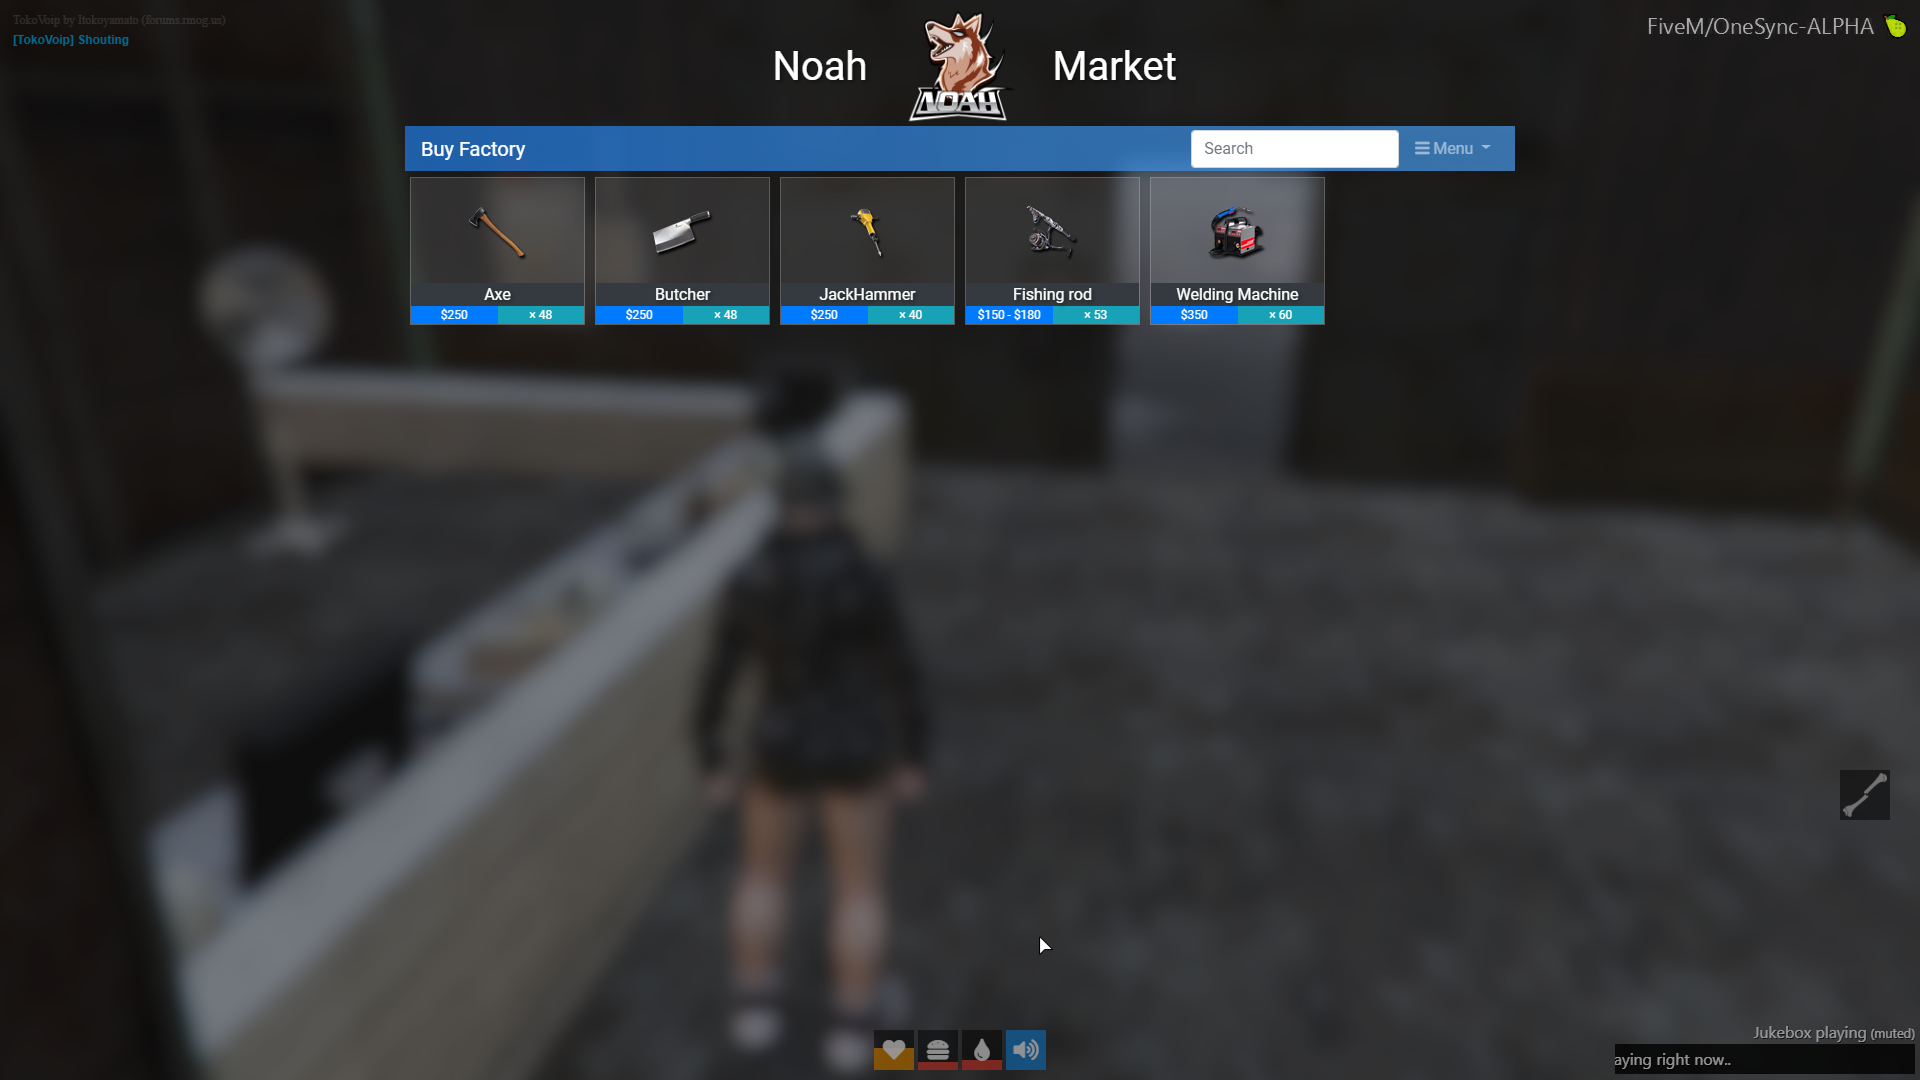 TokoVoip by Itokoyamato (forums.rmog.us)
[TokoVoip] Shouting
FiveM/OneSync-ALPHA
Noah
NOAH
Market
Buy Factory
Search
Menu
Axe
$250
× 48
Butcher
$250
× 48
JackHammer
$250
× 40
Fishing rod
$150 - $180
× 53
Welding Machine
$350
× 60
Jukebox playing (muted)
aying right now..